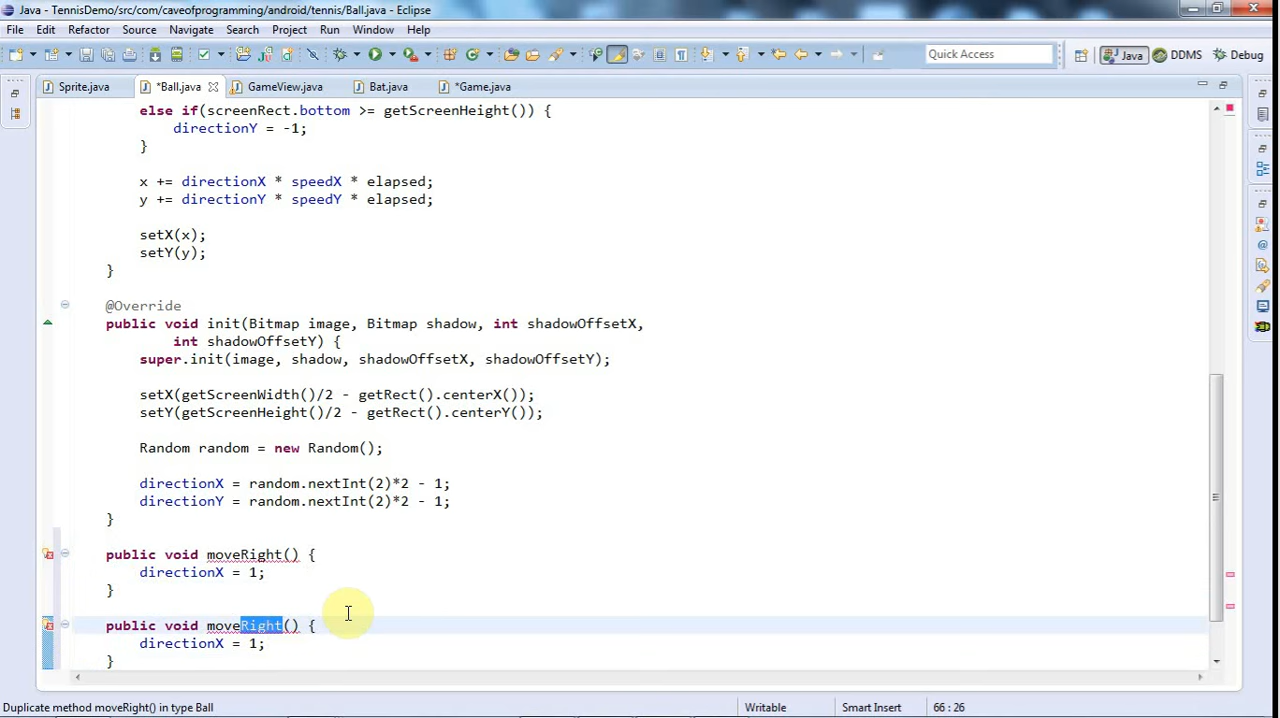 Java - TennisDemo/src/com/caveofprogramming/android/tennis/Ball.java - Eclipse
File Edit Refactor Source Navigate Search Project Run Window Help
Quick Access Java DDMS Debug
Sprite.java *Ball.java GameView.java Bat.java *Game.java
else if(screenRect.bottom >= getScreenHeight()) {
directionY = -1;
}
x += directionX * speedX * elapsed;
y += directionY * speedY * elapsed;
setX(x);
setY(y);
}
@Override
public void init(Bitmap image, Bitmap shadow, int shadowOffsetX,
int shadowOffsetY) {
super.init(image, shadow, shadowOffsetX, shadowOffsetY);
setX(getScreenWidth()/2 - getRect().centerX());
setY(getScreenHeight()/2 - getRect().centerY());
Random random = new Random();
directionX = random.nextInt(2)*2 - 1;
directionY = random.nextInt(2)*2 - 1;
}
public void moveRight() {
directionX = 1;
}
public void moveRight() {
directionX = 1;
}
Duplicate method moveRight() in type Ball Writable Smart Insert 66 : 26